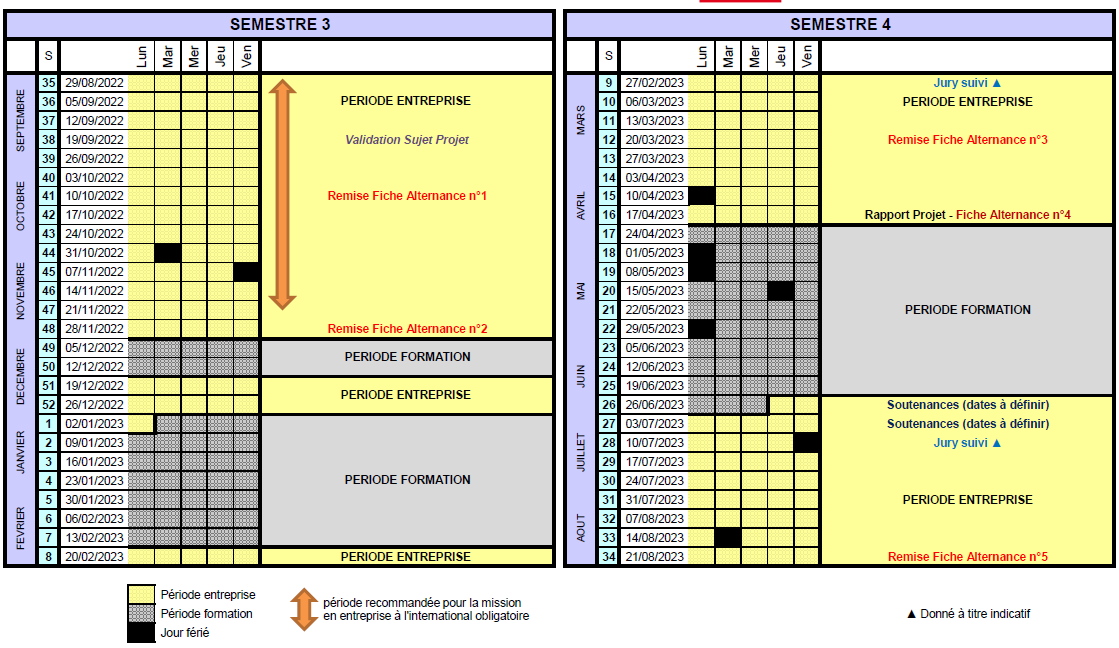 SEMESTRE 3
S Lun Mar Mer Jeu Ven
SEPTEMBRE
35 29/08/2022
36 05/09/2022 PERIODE ENTREPRISE
37 12/09/2022
38 19/09/2022 Validation Sujet Projet
39 26/09/2022
OCTOBRE
40 03/10/2022
41 10/10/2022 Remise Fiche Alternance n°1
42 17/10/2022
43 24/10/2022
44 31/10/2022
NOVEMBRE
45 07/11/2022
46 14/11/2022
47 21/11/2022
48 28/11/2022 Remise Fiche Alternance n°2
DECEMBRE
49 05/12/2022
PERIODE FORMATION
50 12/12/2022
51 19/12/2022
PERIODE ENTREPRISE
52 26/12/2022
JANVIER
1 02/01/2023
2 09/01/2023
3 16/01/2023
4 23/01/2023 PERIODE FORMATION
5 30/01/2023
FEVRIER
6 06/02/2023
7 13/02/2023
8 20/02/2023 PERIODE ENTREPRISE
SEMESTRE 4
S Lun Mar Mer Jeu Ven
MARS
9 27/02/2023 Jury suivi ▲
10 06/03/2023 PERIODE ENTREPRISE
11 13/03/2023
12 20/03/2023 Remise Fiche Alternance n°3
13 27/03/2023
AVRIL
14 03/04/2023
15 10/04/2023
16 17/04/2023 Rapport Projet - Fiche Alternance n°4
17 24/04/2023
MAI
18 01/05/2023
19 08/05/2023
20 15/05/2023
21 22/05/2023 PERIODE FORMATION
22 29/05/2023
JUIN
23 05/06/2023
24 12/06/2023
25 19/06/2023
26 26/06/2023 Soutenances (dates à définir)
JUILLET
27 03/07/2023 Soutenances (dates à définir)
28 10/07/2023 Jury suivi ▲
29 17/07/2023
30 24/07/2023
AOUT
31 31/07/2023 PERIODE ENTREPRISE
32 07/08/2023
33 14/08/2023
34 21/08/2023 Remise Fiche Alternance n°5
Période entreprise
Période formation
Jour férié
période recommandée pour la mission
en entreprise à l'international obligatoire
▲ Donné à titre indicatif